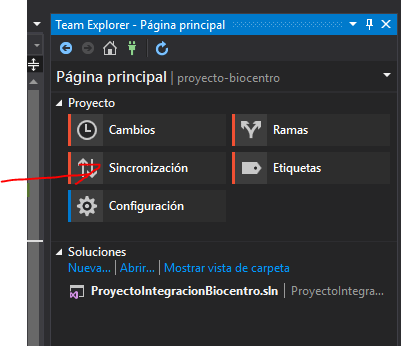 Team Explorer - Página principal
Página principal | proyecto-biocentro
Proyecto
Cambios
Ramas
Sincronización
Etiquetas
Configuración
Soluciones
Nueva... | Abrir... | Mostrar vista de carpeta
ProyectoIntegracionBiocentro.sln | ProyectoIntegra...